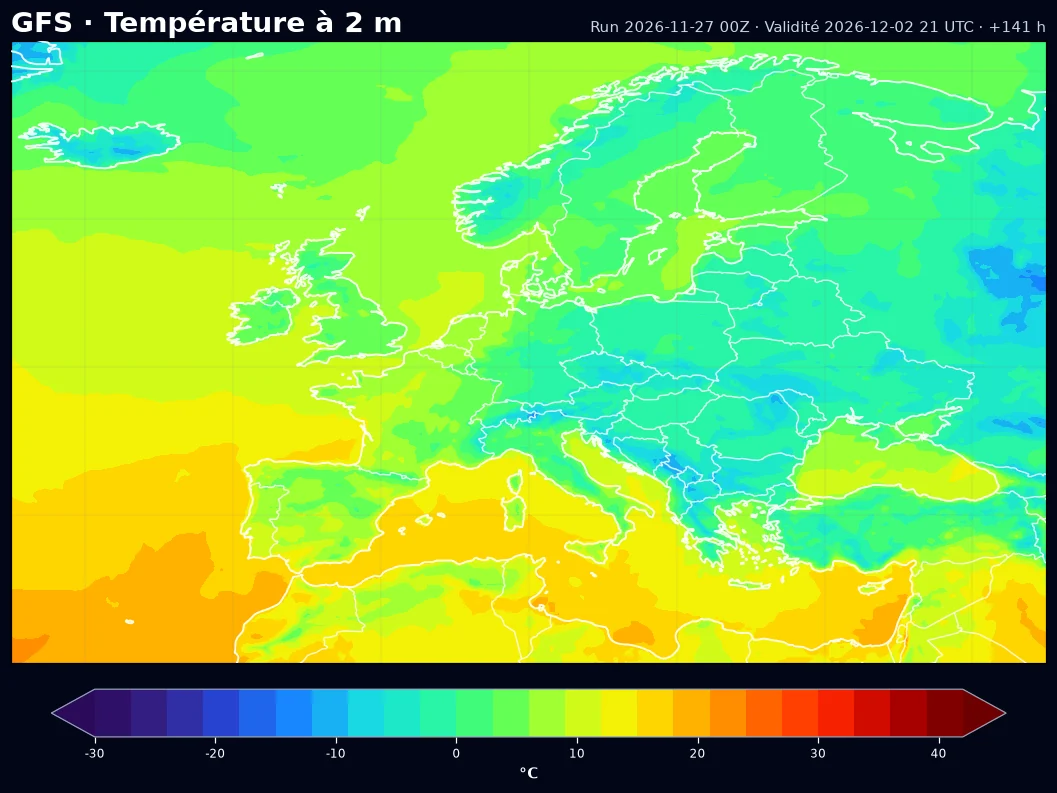 GFS · Température à 2 m
Run 2026-11-27 00Z · Validité 2026-12-02 21 UTC · +141 h
-30 -20 -10 0 10 20 30 40
°C